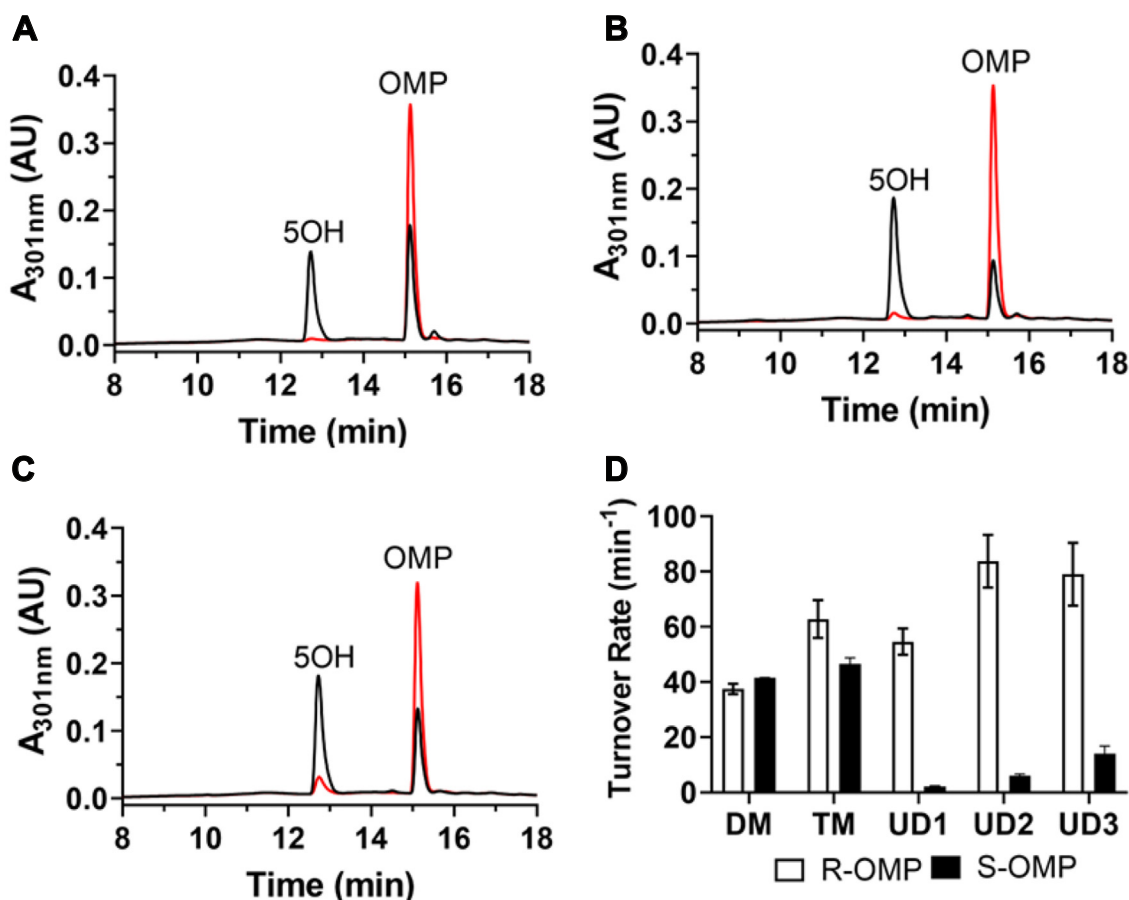 A
0.4
0.3
0.2
0.1
0.0
A301nm (AU)
5OH
OMP
8 10 12 14 16 18
Time (min)
B
0.4
0.3
0.2
0.1
0.0
A301nm (AU)
5OH
OMP
8 10 12 14 16 18
Time (min)
C
0.4
0.3
0.2
0.1
0.0
A301nm (AU)
5OH
OMP
8 10 12 14 16 18
Time (min)
D
100
80
60
40
20
0
Turnover Rate (min-1)
DM TM UD1 UD2 UD3
R-OMP S-OMP